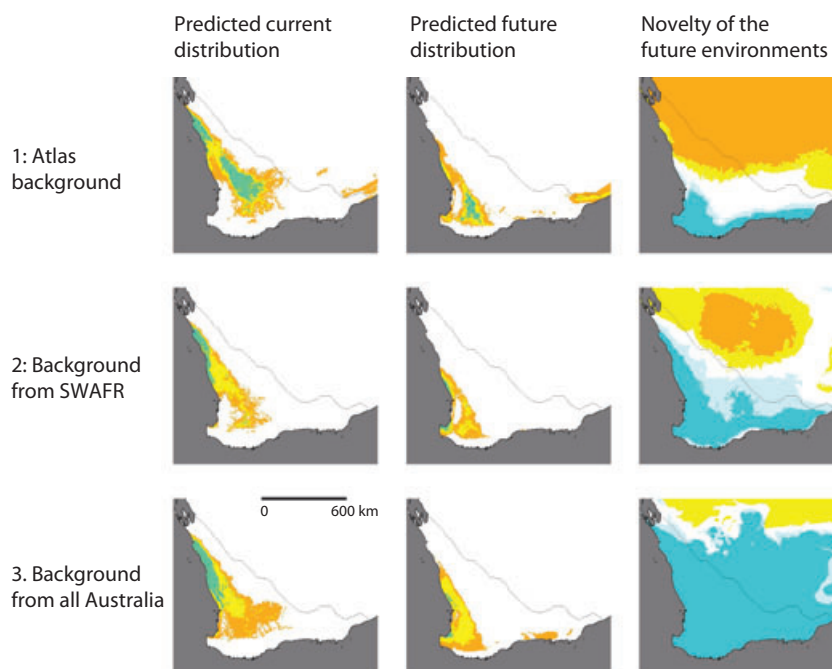 Predicted current
distribution
Predicted future
distribution
Novelty of the
future environments
1: Atlas
background
2: Background
from SWAFR
3. Background
from all Australia
0 600 km